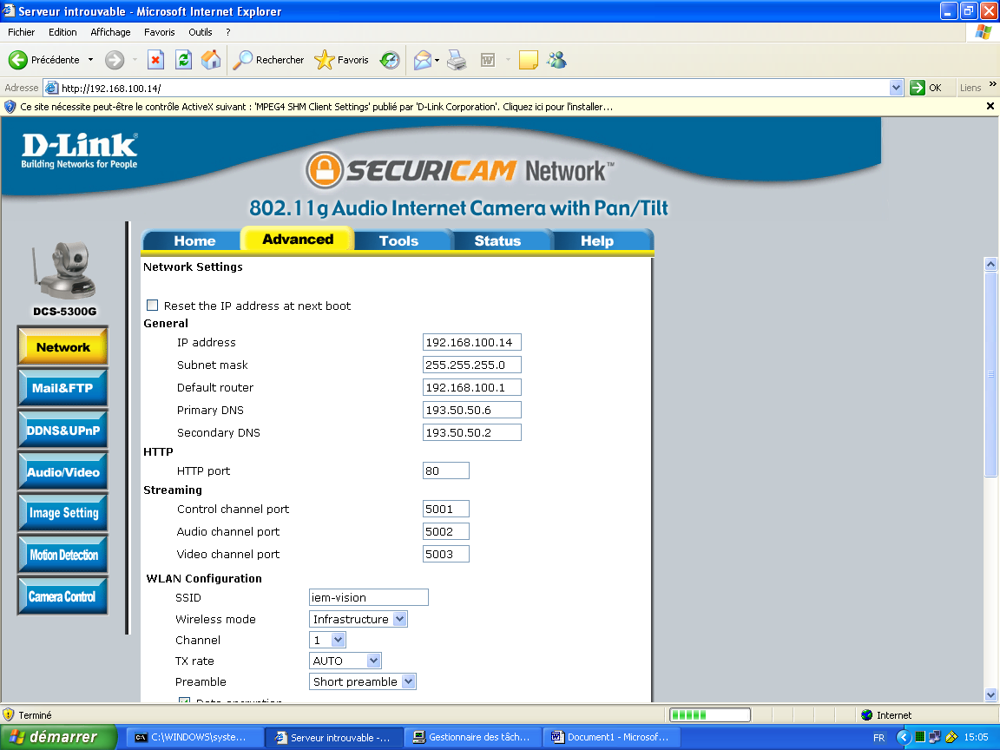 Serveur introuvable - Microsoft Internet Explorer
Fichier Edition Affichage Favoris Outils ?
Précédente Rechercher Favoris
Adresse http://192.168.100.14/ OK Liens »
Ce site nécessite peut-être le contrôle ActiveX suivant : 'MPEG4 SHM Client Settings' publié par 'D-Link Corporation'. Cliquez ici pour l'installer...
D-Link®
Building Networks for People
SECURICAM Network™
802.11g Audio Internet Camera with Pan/Tilt
Home Advanced Tools Status Help
DCS-5300G
Network
Mail&FTP
DDNS&UPnP
Audio/Video
Image Setting
Motion Detection
Camera Control
Network Settings
Reset the IP address at next boot
General
IP address 192.168.100.14
Subnet mask 255.255.255.0
Default router 192.168.100.1
Primary DNS 193.50.50.6
Secondary DNS 193.50.50.2
HTTP
HTTP port 80
Streaming
Control channel port 5001
Audio channel port 5002
Video channel port 5003
WLAN Configuration
SSID iem-vision
Wireless mode Infrastructure
Channel 1
TX rate AUTO
Preamble Short preamble
Data encryption
Terminé Internet
démarrer C:\WINDOWS\syste... Serveur introuvable -... Gestionnaire des tâch... Document1 - Microsof... FR 15:05